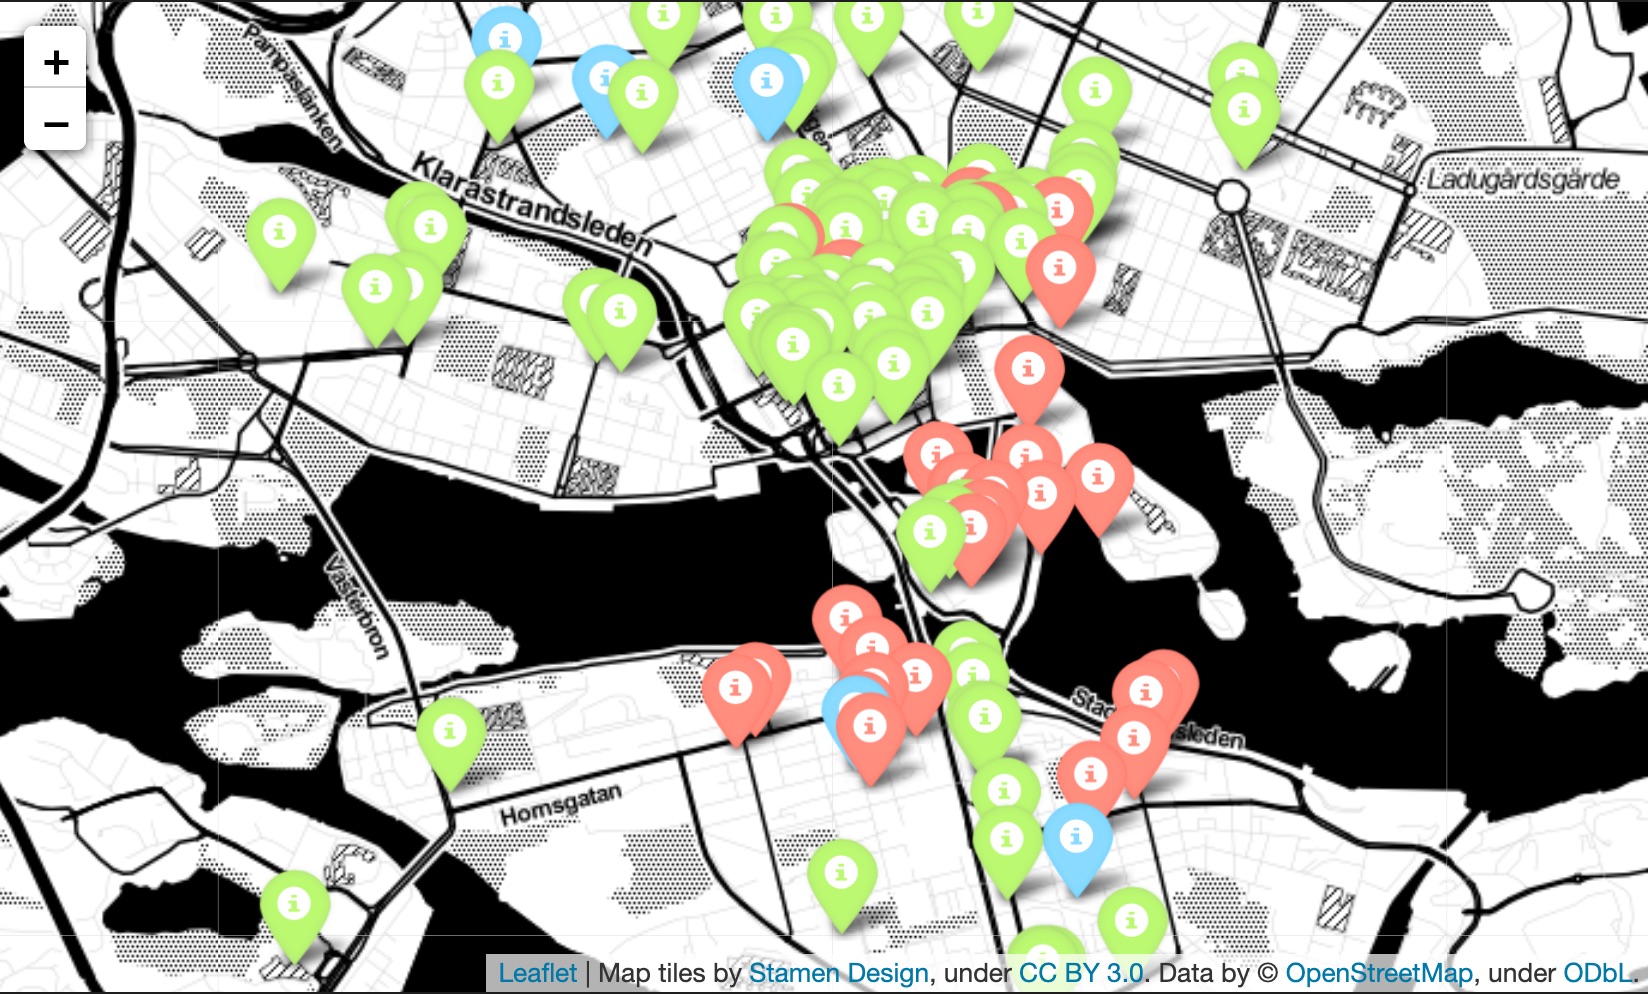 +
−
Pampaslänken
Klarastrandsleden
Ladugårdsgärde
Västerbron
Hornsgatan
sleden
Leaflet | Map tiles by Stamen Design, under CC BY 3.0. Data by © OpenStreetMap, under ODbL.